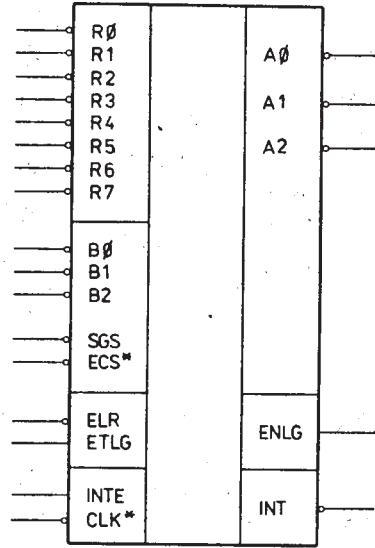 RØ
R1
R2
R3
R4
R5
R6
R7
BØ
B1
B2
SGS
ECS*
ELR
ETLG
INTE
CLK*
AØ
A1
A2
ENLG
INT